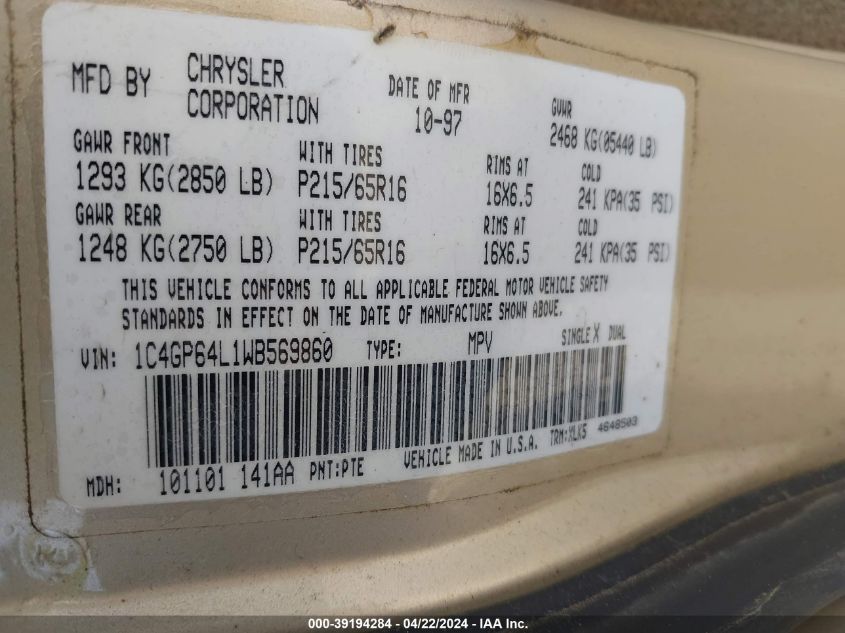 MFD BY CHRYSLER CORPORATION DATE OF MFR 10-97 GVWR 2468 KG(05440 LB)
GAWR FRONT WITH TIRES RIMS AT COLD
1293 KG(2850 LB) P215/65R16 16X6.5 241 KPA(35 PSI)
GAWR REAR WITH TIRES RIMS AT COLD
1248 KG(2750 LB) P215/65R16 16X6.5 241 KPA(35 PSI)
THIS VEHICLE CONFORMS TO ALL APPLICABLE FEDERAL MOTOR VEHICLE SAFETY
STANDARDS IN EFFECT ON THE DATE OF MANUFACTURE SHOWN ABOVE.
VIN: 1C4GP64L1WB569860 TYPE: MPV SINGLE X DUAL
MDH: 101101 141AA PNT:PTE VEHICLE MADE IN U.S.A. TRM:XLK5 4648503
000-39194284 - 04/22/2024 - IAA Inc.